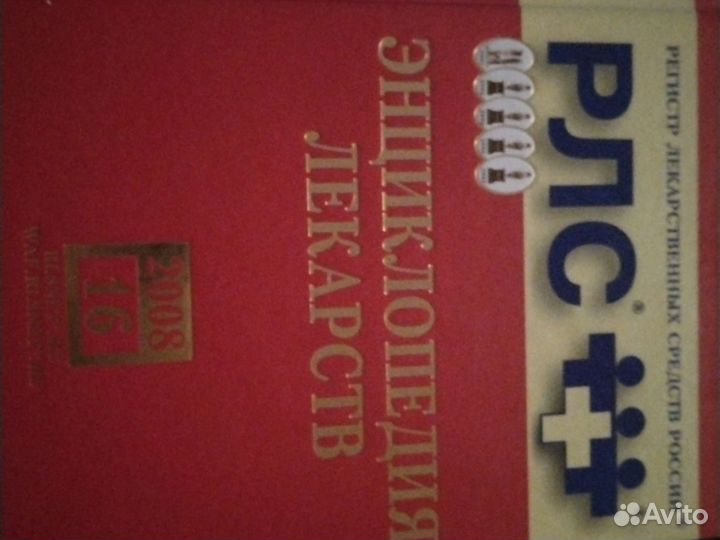 РЕГИСТР ЛЕКАРСТВЕННЫХ СРЕДСТВ РОССИИ
РЛС®
ЭНЦИКЛОПЕДИЯ
ЛЕКАРСТВ
2008
16
Avito